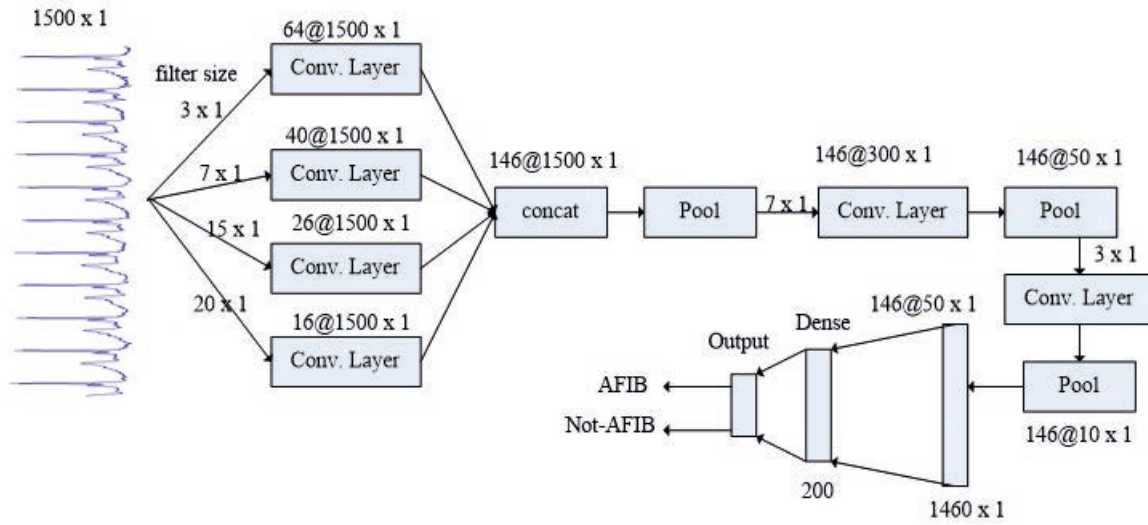 1500 x 1
filter size
3 x 1
7 x 1
15 x 1
20 x 1
64@1500 x 1
Conv. Layer
40@1500 x 1
Conv. Layer
26@1500 x 1
Conv. Layer
16@1500 x 1
Conv. Layer
146@1500 x 1
concat
Pool
7 x 1
146@300 x 1
Conv. Layer
146@50 x 1
Pool
3 x 1
Conv. Layer
146@50 x 1
Pool
146@10 x 1
1460 x 1
Dense
200
Output
AFIB
Not-AFIB